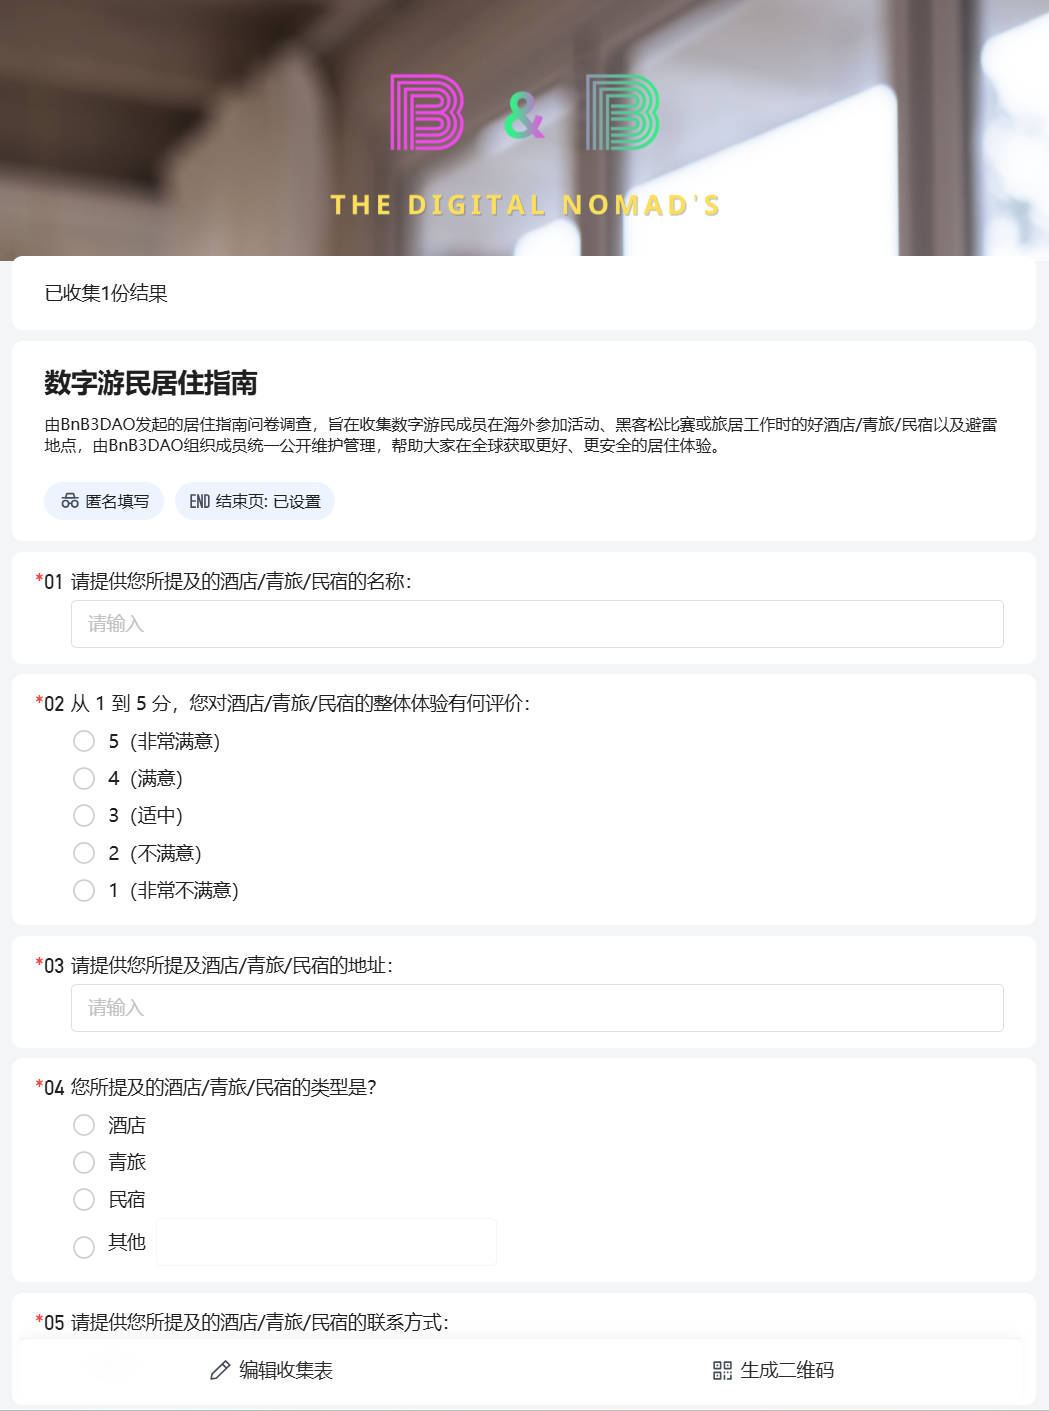 B & B
THE DIGITAL NOMAD'S
已收集1份结果
数字游民居住指南
由BnB3DAO发起的居住指南问卷调查，旨在收集数字游民成员在海外参加活动、黑客松比赛或旅居工作时的好酒店/青旅/民宿以及避雷
地点，由BnB3DAO组织成员统一公开维护管理，帮助大家在全球获取更好、更安全的居住体验。
匿名填写 END 结束页: 已设置
*01 请提供您所提及的酒店/青旅/民宿的名称：
请输入
*02 从 1 到 5 分，您对酒店/青旅/民宿的整体体验有何评价：
5（非常满意）
4（满意）
3（适中）
2（不满意）
1（非常不满意）
*03 请提供您所提及酒店/青旅/民宿的地址：
请输入
*04 您所提及的酒店/青旅/民宿的类型是？
酒店
青旅
民宿
其他
*05 请提供您所提及的酒店/青旅/民宿的联系方式：
编辑收集表 生成二维码